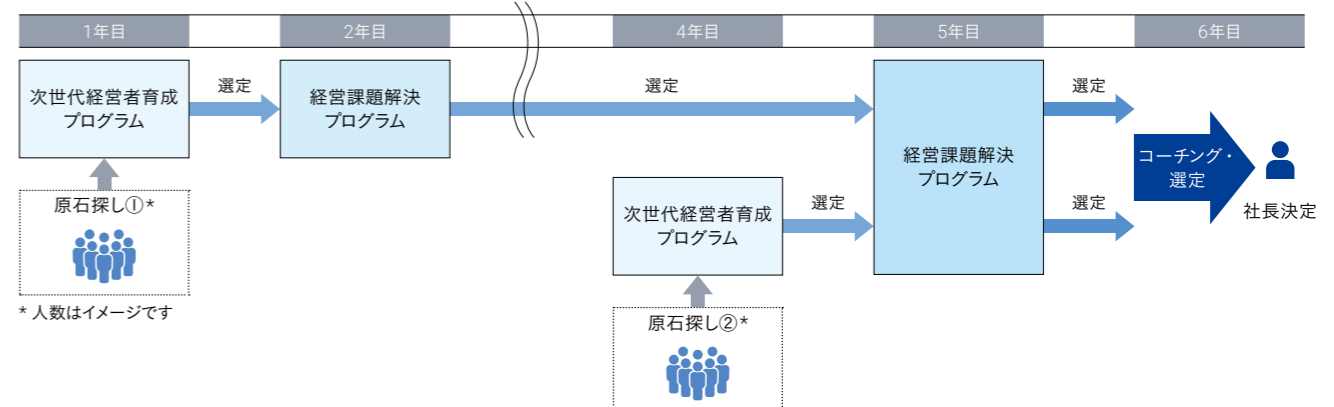 1年目
2年目
4年目
5年目
6年目
次世代経営者育成
プログラム
選定
経営課題解決
プログラム
選定
経営課題解決
プログラム
選定
コーチング・
選定
社長決定
原石探し①*
* 人数はイメージです
次世代経営者育成
プログラム
選定
選定
原石探し②*